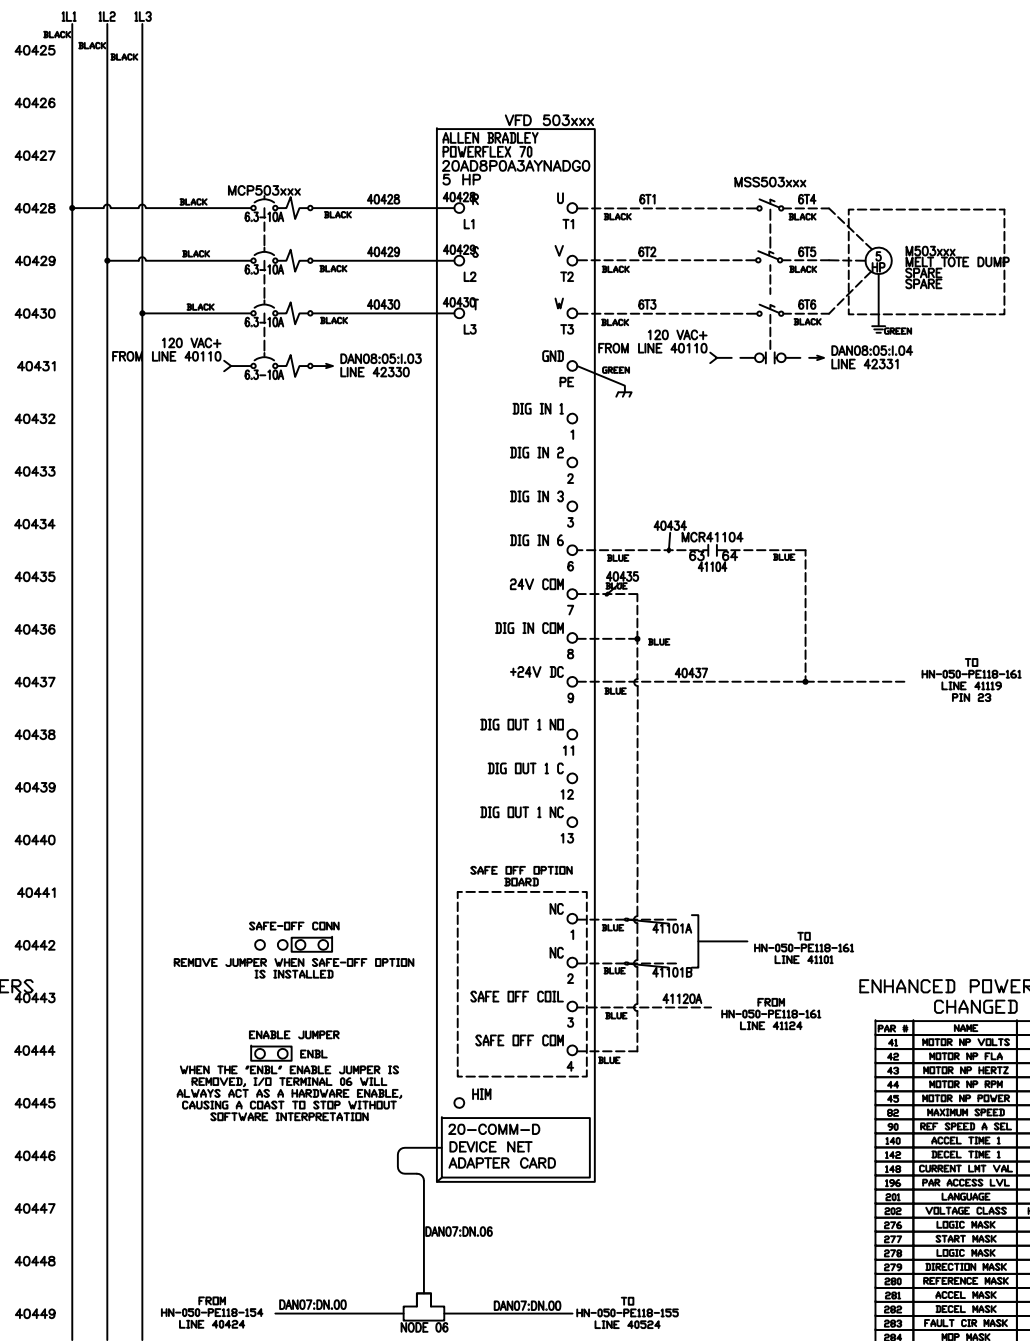 1L1 1L2 1L3
BLACK
BLACK
BLACK
40425
40426
40427
40428
40429
40430
40431
40432
40433
40434
40435
40436
40437
40438
40439
40440
40441
40442
40443
40444
40445
40446
40447
40448
40449
VFD 503xxx
ALLEN BRADLEY
POWERFLEX 70
20AD8P0A3AYNADG0
5 HP
MCP503xxx
BLACK
6.3-10A
BLACK
40428
40428
R
L1
BLACK
6.3-10A
BLACK
40429
40429
S
L2
BLACK
6.3-10A
BLACK
40430
40430
T
L3
120 VAC+
FROM LINE 40110
6.3-10A
DAN08:05:I.03
LINE 42330
U
T1
BLACK
6T1
MSS503xxx
6T4
BLACK
V
T2
BLACK
6T2
6T5
BLACK
W
T3
BLACK
6T3
6T6
BLACK
5
HP
M503xxx
MELT TOTE DUMP
SPARE
SPARE
GREEN
120 VAC+
FROM LINE 40110
DAN08:05:I.04
LINE 42331
GND
PE
GREEN
DIG IN 1
1
DIG IN 2
2
DIG IN 3
3
DIG IN 6
6
BLUE
40434
MCR41104
63 64
41104
BLUE
24V COM
7
40435
BLUE
DIG IN COM
8
BLUE
+24V DC
9
BLUE
40437
TO
HN-050-PE118-161
LINE 41119
PIN 23
DIG OUT 1 NO
11
DIG OUT 1 C
12
DIG OUT 1 NC
13
SAFE OFF OPTION
BOARD
NC
1
BLUE
41101A
NC
2
BLUE
41101B
TO
HN-050-PE118-161
LINE 41101
SAFE OFF COIL
3
BLUE
41120A
FROM
HN-050-PE118-161
LINE 41124
SAFE OFF COM
4
BLUE
HIM
SAFE-OFF CONN
REMOVE JUMPER WHEN SAFE-OFF OPTION
IS INSTALLED
ERS
ENABLE JUMPER
ENBL
WHEN THE "ENBL" ENABLE JUMPER IS
REMOVED, I/O TERMINAL 06 WILL
ALWAYS ACT AS A HARDWARE ENABLE,
CAUSING A COAST TO STOP WITHOUT
SOFTWARE INTERPRETATION
20-COMM-D
DEVICE NET
ADAPTER CARD
DAN07:DN.06
FROM
HN-050-PE118-154
LINE 40424
DAN07:DN.00
NODE 06
DAN07:DN.00
TO
HN-050-PE118-155
LINE 40524
ENHANCED POWER
CHANGED
PAR # NAME
41 MOTOR NP VOLTS
42 MOTOR NP FLA
43 MOTOR NP HERTZ
44 MOTOR NP RPM
45 MOTOR NP POWER
82 MAXIMUM SPEED
90 REF SPEED A SEL
140 ACCEL TIME 1
142 DECEL TIME 1
148 CURRENT LMT VAL
196 PAR ACCESS LVL
201 LANGUAGE
202 VOLTAGE CLASS
276 LOGIC MASK
277 START MASK
278 LOGIC MASK
279 DIRECTION MASK
280 REFERENCE MASK
281 ACCEL MASK
282 DECEL MASK
283 FAULT CIR MASK
284 MOP MASK